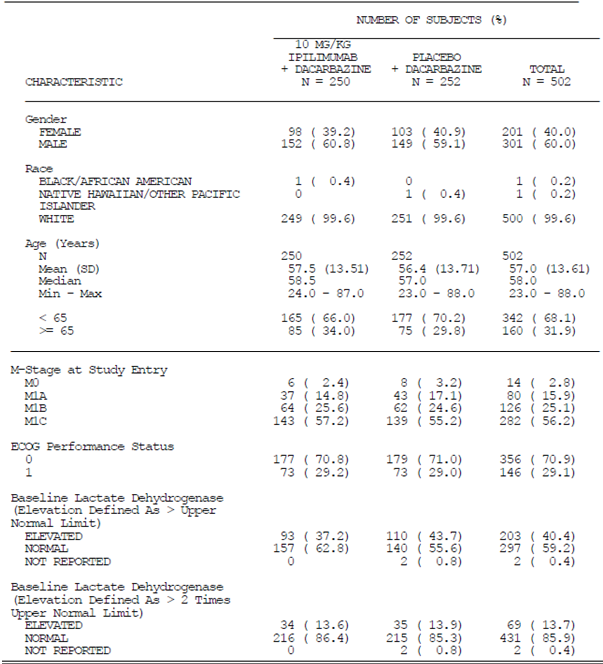 NUMBER OF SUBJECTS (%)
10 MG/KG
IPILIMUMAB PLACEBO
+ DACARBAZINE + DACARBAZINE TOTAL
CHARACTERISTIC N = 250 N = 252 N = 502
Gender
FEMALE 98 ( 39.2) 103 ( 40.9) 201 ( 40.0)
MALE 152 ( 60.8) 149 ( 59.1) 301 ( 60.0)
Race
BLACK/AFRICAN AMERICAN 1 ( 0.4) 0 1 ( 0.2)
NATIVE HAWAIIAN/OTHER PACIFIC 0 1 ( 0.4) 1 ( 0.2)
ISLANDER
WHITE 249 ( 99.6) 251 ( 99.6) 500 ( 99.6)
Age (Years)
N 250 252 502
Mean (SD) 57.5 (13.51) 56.4 (13.71) 57.0 (13.61)
Median 58.5 57.0 58.0
Min - Max 24.0 - 87.0 23.0 - 88.0 23.0 - 88.0
< 65 165 ( 66.0) 177 ( 70.2) 342 ( 68.1)
>= 65 85 ( 34.0) 75 ( 29.8) 160 ( 31.9)
M-Stage at Study Entry
M0 6 ( 2.4) 8 ( 3.2) 14 ( 2.8)
M1A 37 ( 14.8) 43 ( 17.1) 80 ( 15.9)
M1B 64 ( 25.6) 62 ( 24.6) 126 ( 25.1)
M1C 143 ( 57.2) 139 ( 55.2) 282 ( 56.2)
ECOG Performance Status
0 177 ( 70.8) 179 ( 71.0) 356 ( 70.9)
1 73 ( 29.2) 73 ( 29.0) 146 ( 29.1)
Baseline Lactate Dehydrogenase
(Elevation Defined As > Upper
Normal Limit)
ELEVATED 93 ( 37.2) 110 ( 43.7) 203 ( 40.4)
NORMAL 157 ( 62.8) 140 ( 55.6) 297 ( 59.2)
NOT REPORTED 0 2 ( 0.8) 2 ( 0.4)
Baseline Lactate Dehydrogenase
(Elevation Defined As > 2 Times
Upper Normal Limit)
ELEVATED 34 ( 13.6) 35 ( 13.9) 69 ( 13.7)
NORMAL 216 ( 86.4) 215 ( 85.3) 431 ( 85.9)
NOT REPORTED 0 2 ( 0.8) 2 ( 0.4)